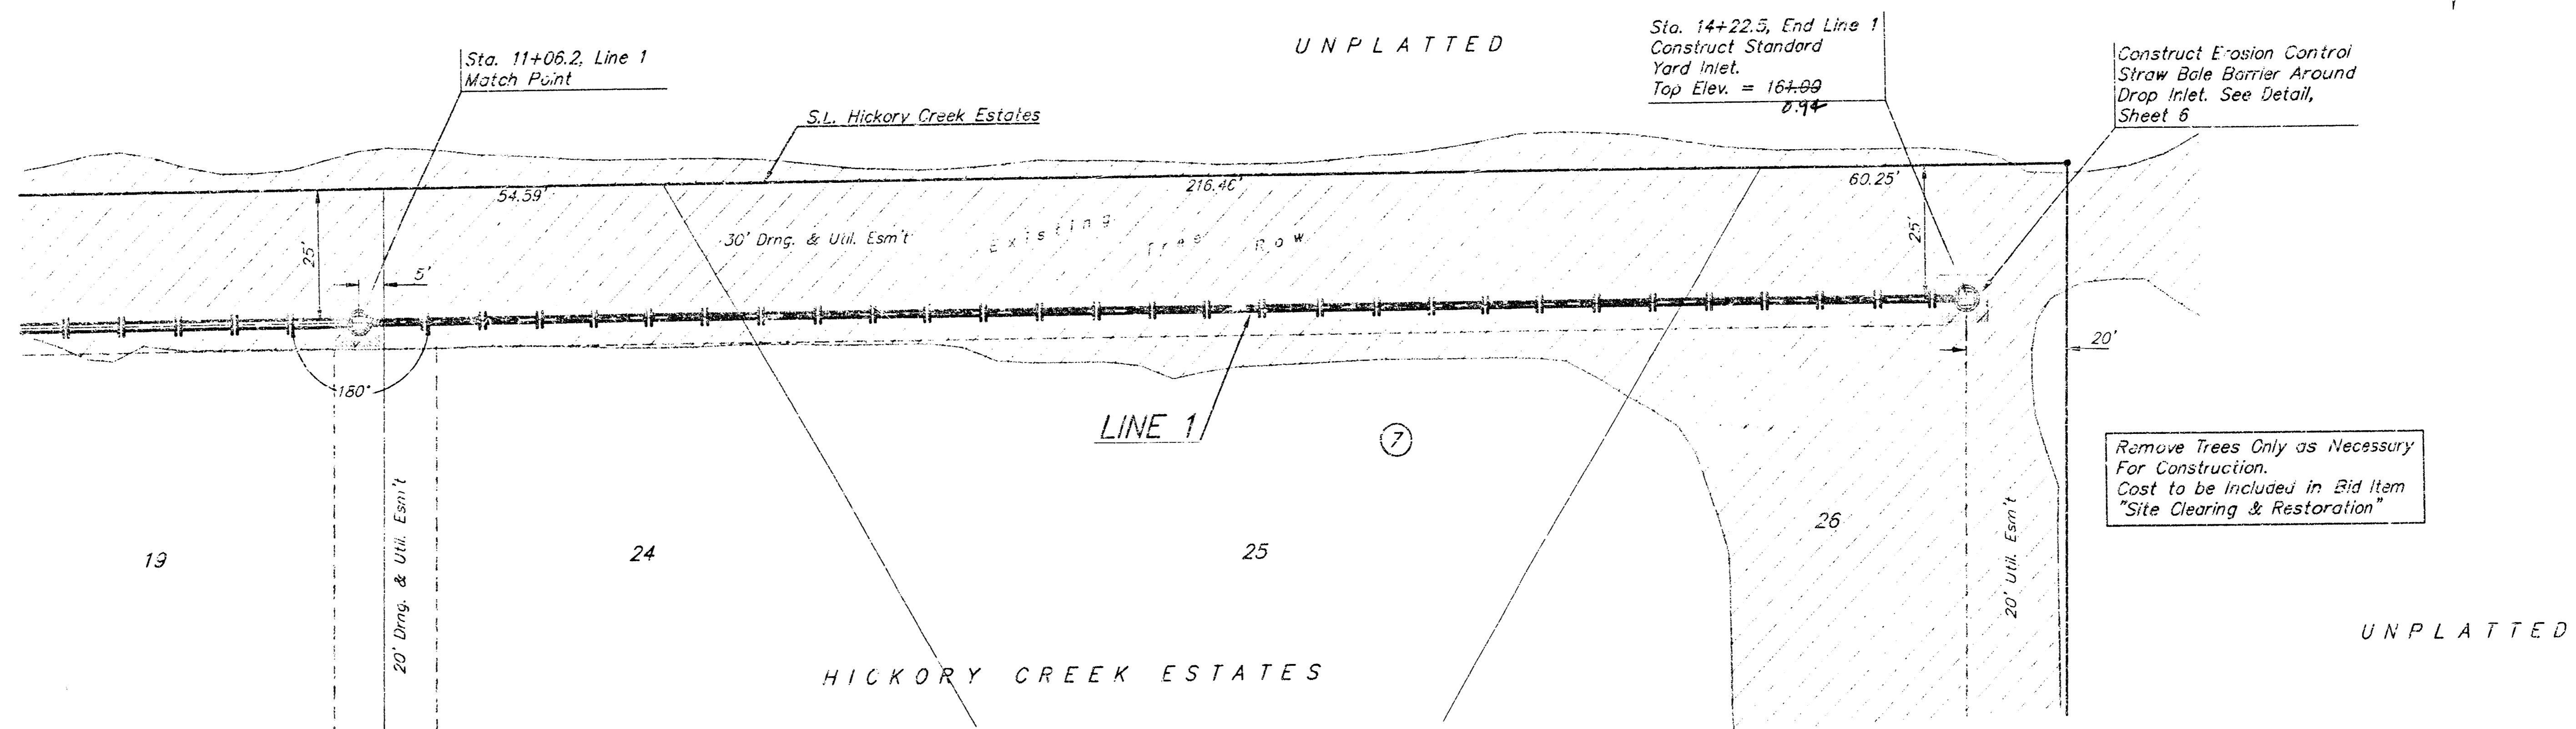 UNPLATTED
Sta. 11+06.2, Line 1
Match Point
Sta. 14+22.5, End Line 1
Construct Standard
Yard Inlet.
Top Elev. = 161.09
0.94
Construct Erosion Control
Straw Bale Barrier Around
Drop Inlet. See Detail,
Sheet 6
S.L. Hickory Creek Estates
54.59'
216.46'
60.25'
25'
30' Drng. & Util. Esm't
Existing Tree Row
25'
5'
20'
180°
LINE 1
7
Remove Trees Only as Necessary
For Construction.
Cost to be Included in Bid Item
"Site Clearing & Restoration"
19
20' Drng. & Util. Esm't
24
25
26
20' Util. Esm't
UNPLATTED
HICKORY CREEK ESTATES